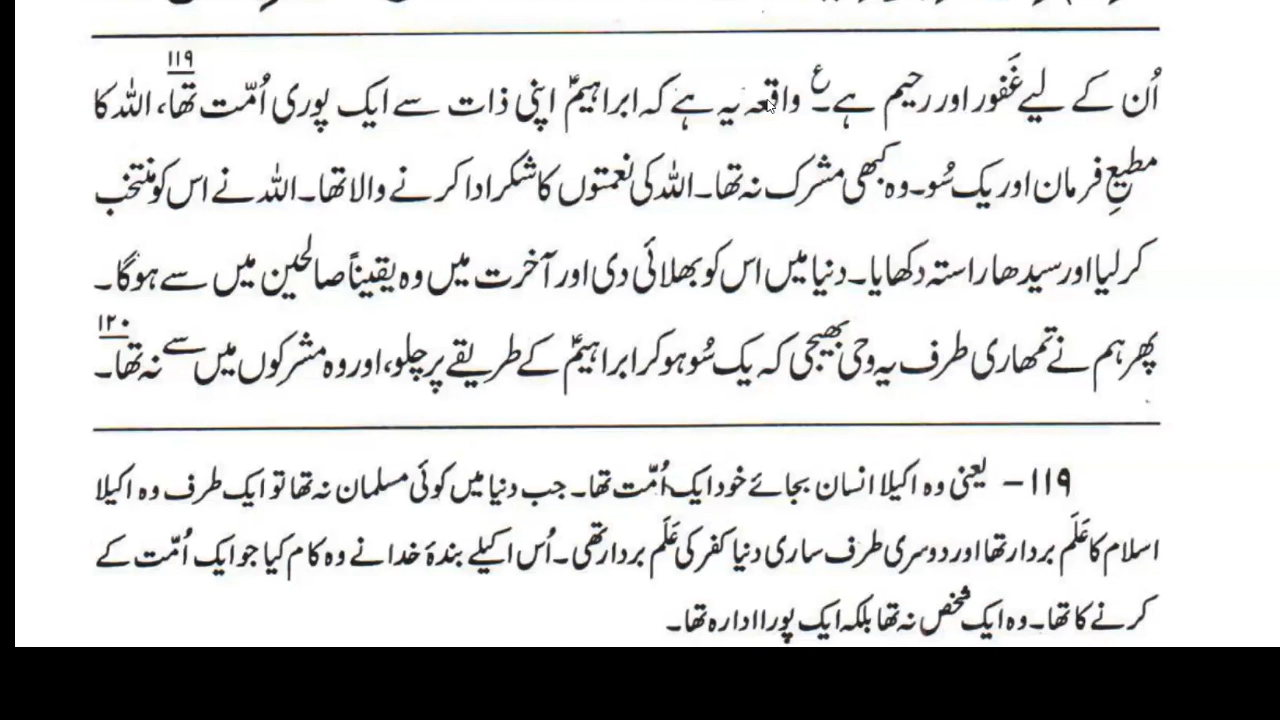 اُن کے لیے غَفور اور رحیم ہے۔ع واقعہ یہ ہے کہ ابراہیمؑ اپنی ذات سے ایک پوری اُمّت تھا،۱۱۹ اللہ کا
مطیعِ فرمان اور یک سُو۔ وہ کبھی مشرک نہ تھا۔ اللہ کی نعمتوں کا شکر ادا کرنے والا تھا۔ اللہ نے اس کو منتخب
کرلیا اور سیدھا راستہ دکھایا۔ دنیا میں اس کو بھلائی دی اور آخرت میں وہ یقیناً صالحین میں سے ہوگا۔
پھر ہم نے تمھاری طرف یہ وحی بھیجی کہ یک سُو ہو کر ابراہیمؑ کے طریقے پر چلو، اور وہ مشرکوں میں سے نہ تھا۔۱۲۰
۱۱۹ – یعنی وہ اکیلا انسان بجائے خود ایک اُمّت تھا۔ جب دنیا میں کوئی مسلمان نہ تھا تو ایک طرف وہ اکیلا
اسلام کا عَلَم بردار تھا اور دوسری طرف ساری دنیا کفر کی عَلَم بردار تھی۔ اُس اکیلے بندۂ خدا نے وہ کام کیا جو ایک اُمّت کے
کرنے کا تھا۔ وہ ایک شخص نہ تھا بلکہ ایک پورا ادارہ تھا۔